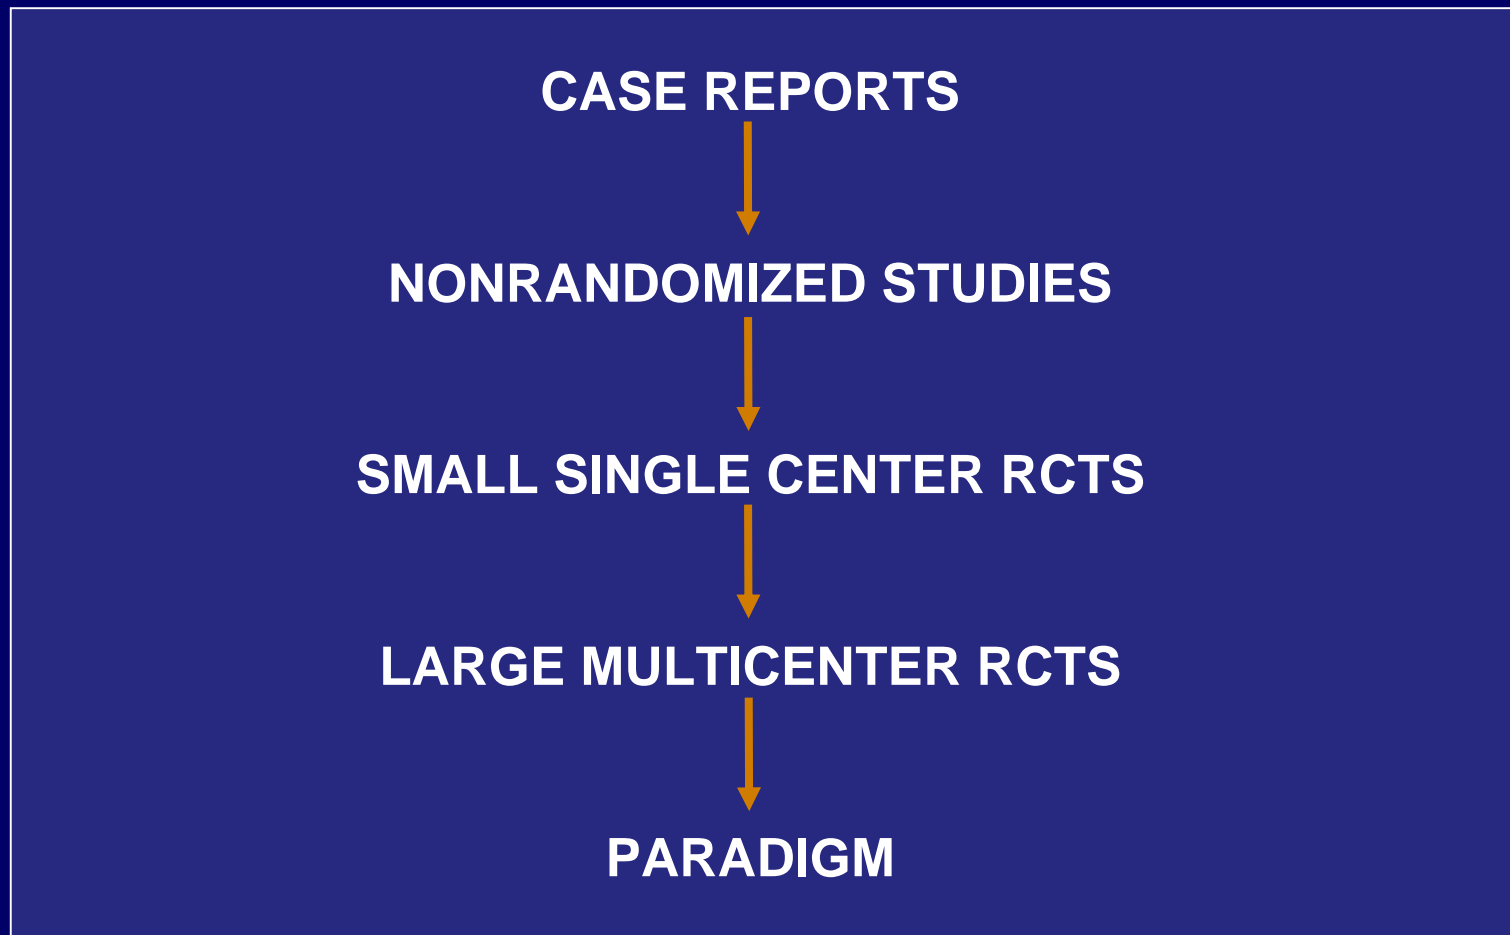 CASE REPORTS
NONRANDOMIZED STUDIES
SMALL SINGLE CENTER RCTS
LARGE MULTICENTER RCTS
PARADIGM